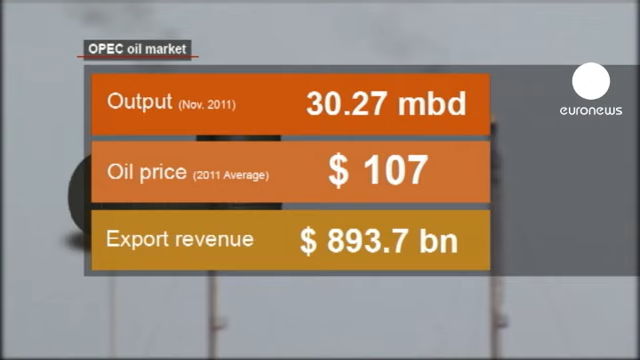 OPEC oil market
Output (Nov. 2011) 30.27 mbd
Oil price (2011 Average) $ 107
Export revenue $ 893.7 bn
euronews